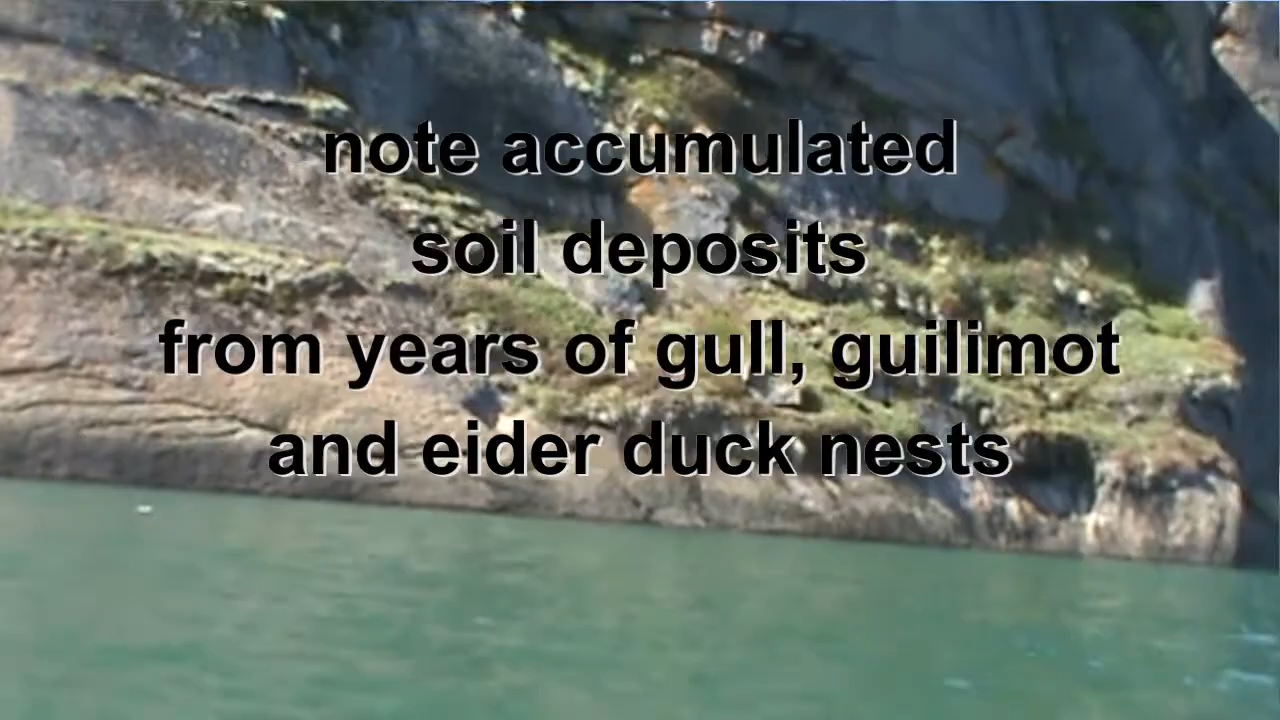 note accumulated
soil deposits
from years of gull, guilimot
and eider duck nests